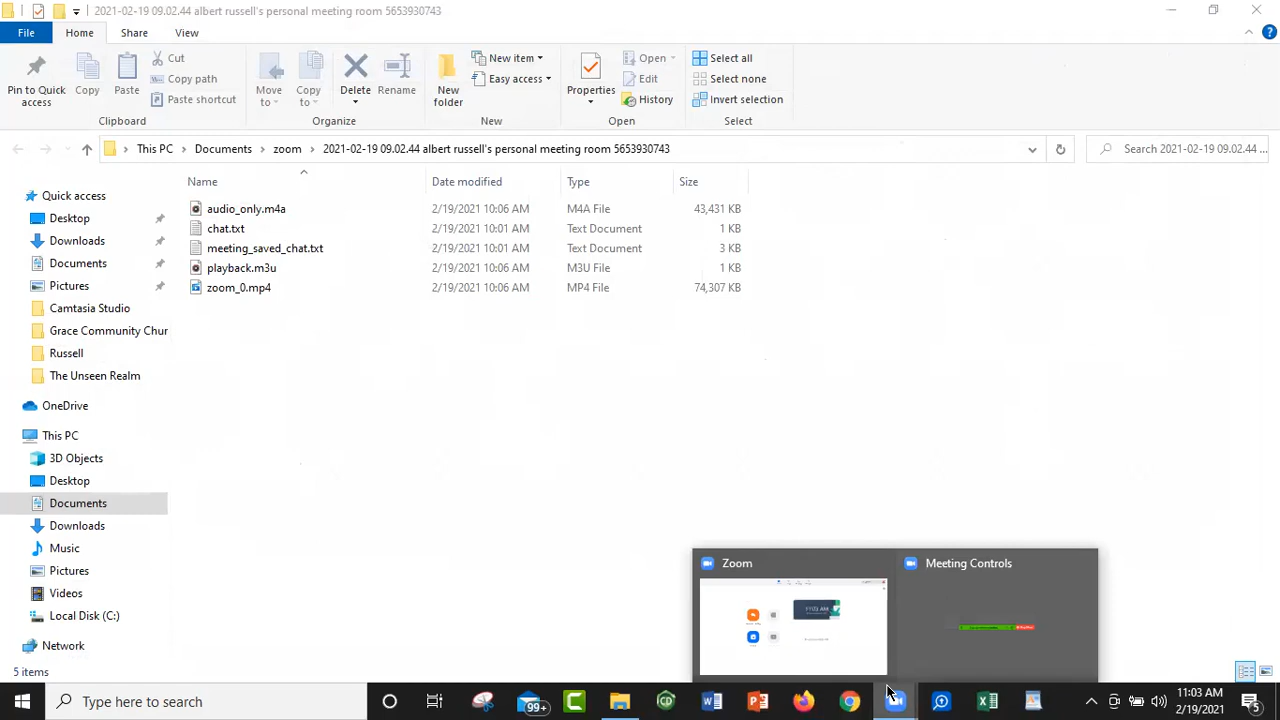 2021-02-19 09.02.44 albert russell's personal meeting room 5653930743
File Home Share View
Pin to Quick access
Copy
Paste
Cut
Copy path
Paste shortcut
Clipboard
Move to
Copy to
Delete
Rename
Organize
New folder
New item
Easy access
New
Properties
Open
Edit
History
Open
Select all
Select none
Invert selection
Select
This PC > Documents > zoom > 2021-02-19 09.02.44 albert russell's personal meeting room 5653930743
Search 2021-02-19 09.02.44 ...
Name Date modified Type Size
audio_only.m4a 2/19/2021 10:06 AM M4A File 43,431 KB
chat.txt 2/19/2021 10:01 AM Text Document 1 KB
meeting_saved_chat.txt 2/19/2021 10:01 AM Text Document 3 KB
playback.m3u 2/19/2021 10:06 AM M3U File 1 KB
zoom_0.mp4 2/19/2021 10:06 AM MP4 File 74,307 KB
Quick access
Desktop
Downloads
Documents
Pictures
Camtasia Studio
Grace Community Chur
Russell
The Unseen Realm
OneDrive
This PC
3D Objects
Desktop
Documents
Downloads
Music
Pictures
Videos
Local Disk (C:)
Network
5 items
Zoom
Meeting Controls
11:03 AM
Type here to search
99+
11:03 AM
2/19/2021
5